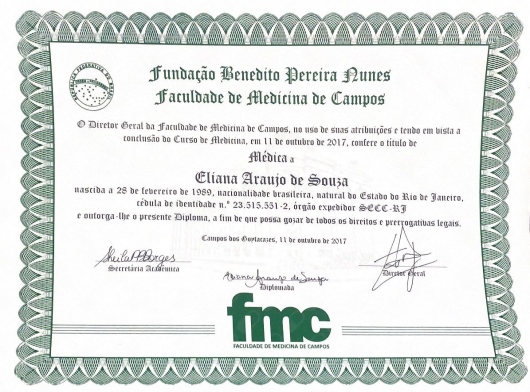 Fundação Benedito Pereira Nunes
Faculdade de Medicina de Campos
O Diretor Geral da Faculdade de Medicina de Campos, no uso de suas atribuições e tendo em vista a
conclusão do Curso de Medicina, em 11 de outubro de 2017, confere o título de
Médica a
Eliana Araujo de Souza
nascida a 28 de fevereiro de 1989, nacionalidade brasileira, natural do Estado do Rio de Janeiro,
cédula de identidade n.º 23.515.551-2, órgão expedidor SECC-RJ
e outorga-lhe o presente Diploma, a fim de que possa gozar de todos os direitos e prerrogativas legais.
Campos dos Goytacazes, 11 de outubro de 2017
Secretária Acadêmica
Diplomada
Diretor Geral
fmc
FACULDADE DE MEDICINA DE CAMPOS